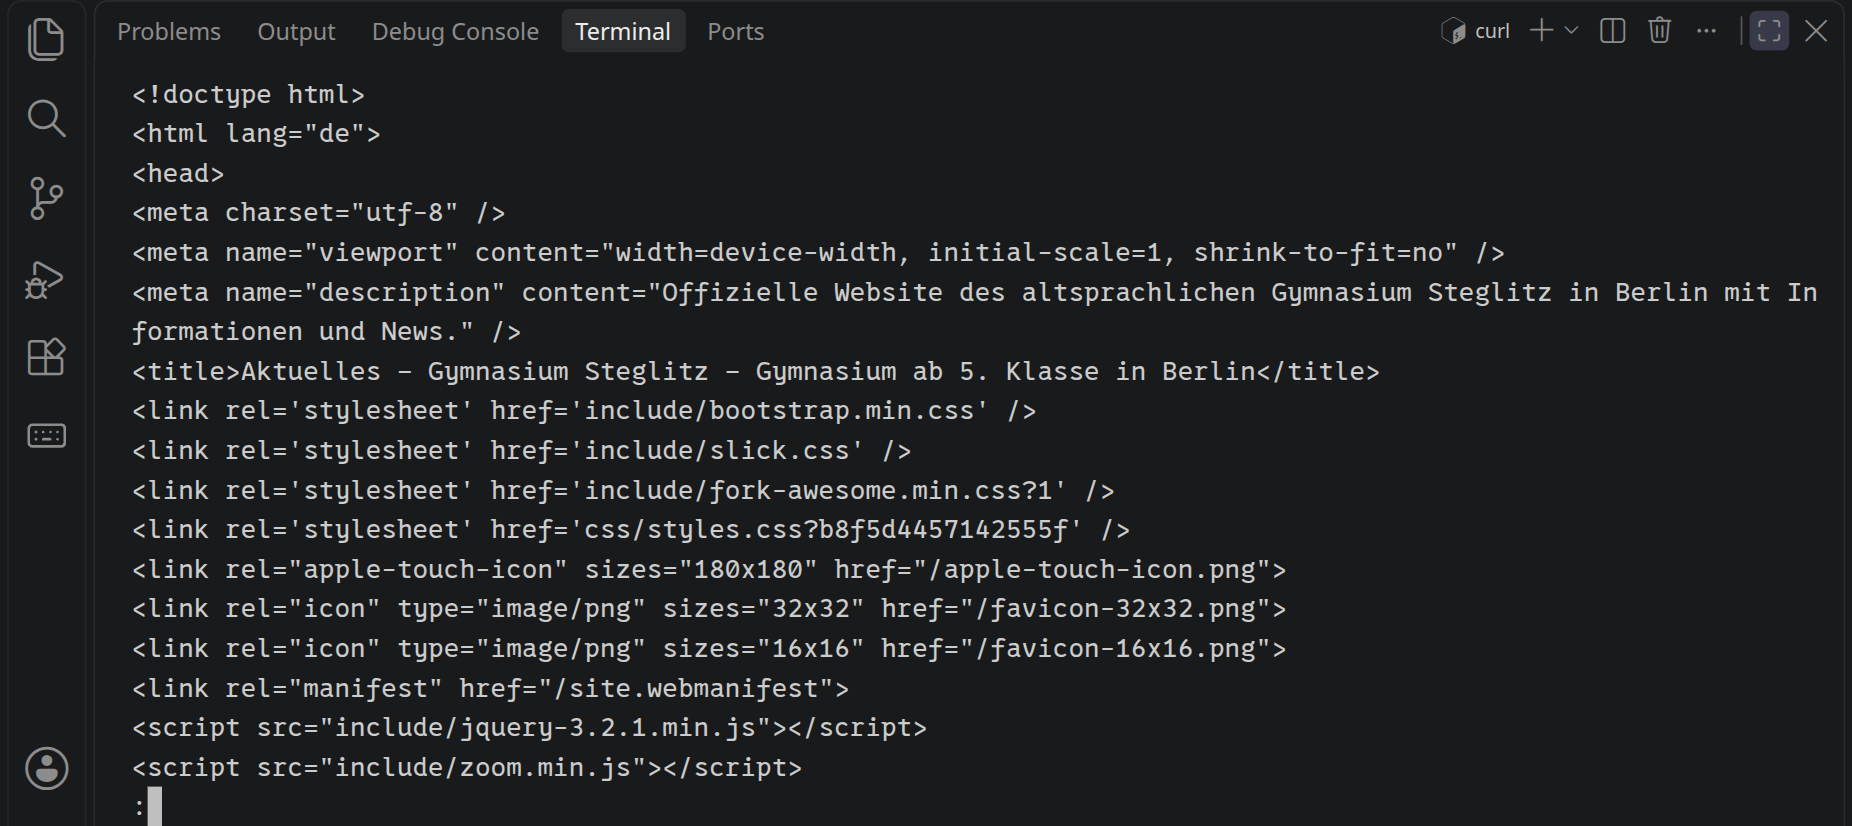 Problems Output Debug Console Terminal Ports curl
<!doctype html>
<html lang="de">
<head>
<meta charset="utf-8" />
<meta name="viewport" content="width=device-width, initial-scale=1, shrink-to-fit=no" />
<meta name="description" content="Offizielle Website des altsprachlichen Gymnasium Steglitz in Berlin mit In
formationen und News." />
<title>Aktuelles – Gymnasium Steglitz – Gymnasium ab 5. Klasse in Berlin</title>
<link rel='stylesheet' href='include/bootstrap.min.css' />
<link rel='stylesheet' href='include/slick.css' />
<link rel='stylesheet' href='include/fork-awesome.min.css?1' />
<link rel='stylesheet' href='css/styles.css?b8f5d4457142555f' />
<link rel="apple-touch-icon" sizes="180x180" href="/apple-touch-icon.png">
<link rel="icon" type="image/png" sizes="32x32" href="/favicon-32x32.png">
<link rel="icon" type="image/png" sizes="16x16" href="/favicon-16x16.png">
<link rel="manifest" href="/site.webmanifest">
<script src="include/jquery-3.2.1.min.js"></script>
<script src="include/zoom.min.js"></script>
: